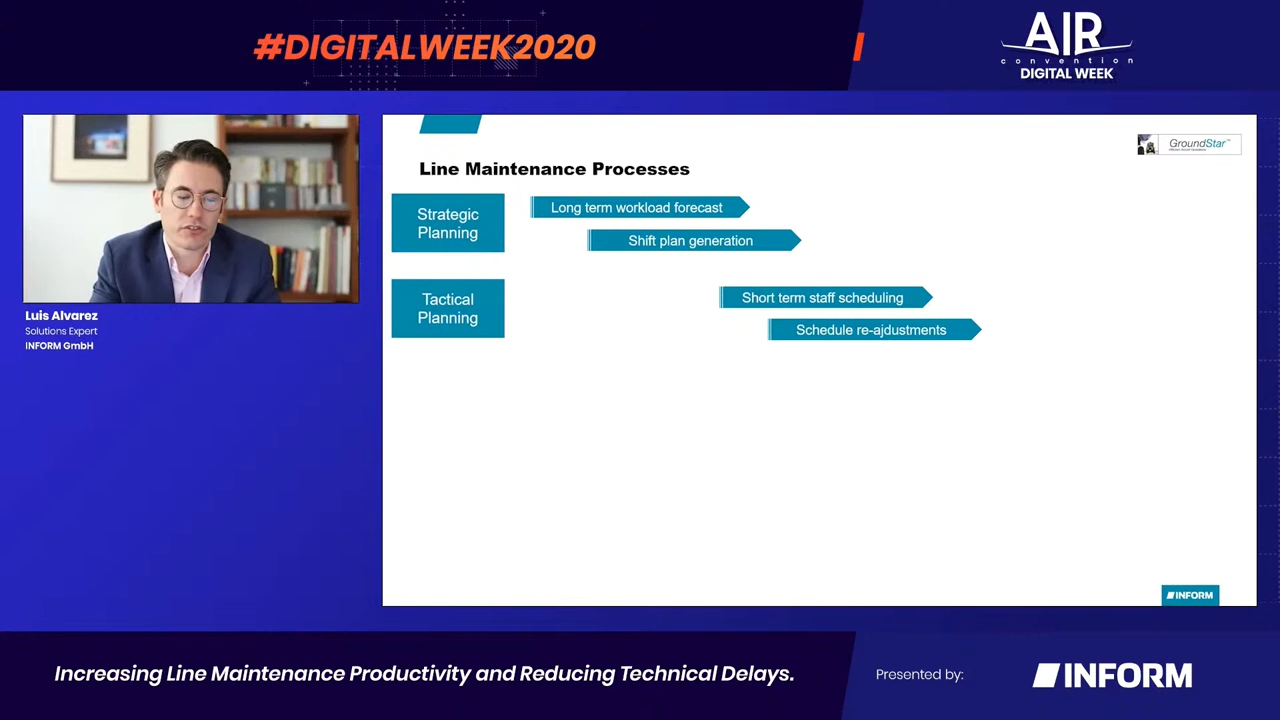 #DIGITALWEEK2020
AIR
convention
DIGITAL WEEK
Luis Alvarez
Solutions Expert
INFORM GmbH
GroundStar™
Line Maintenance Processes
Strategic
Planning
Long term workload forecast
Shift plan generation
Tactical
Planning
Short term staff scheduling
Schedule re-ajdustments
INFORM
Increasing Line Maintenance Productivity and Reducing Technical Delays.
Presented by:
INFORM